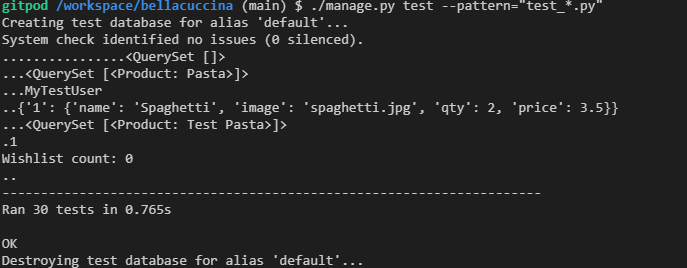 gitpod /workspace/bellacuccina (main) $ ./manage.py test --pattern="test_*.py"
Creating test database for alias 'default'...
System check identified no issues (0 silenced).
................<QuerySet []>
...<QuerySet [<Product: Pasta>]>
...MyTestUser
..{'1': {'name': 'Spaghetti', 'image': 'spaghetti.jpg', 'qty': 2, 'price': 3.5}}
...<QuerySet [<Product: Test Pasta>]>
.1
Wishlist count: 0
..
----------------------------------------------------------------------
Ran 30 tests in 0.765s
OK
Destroying test database for alias 'default'...